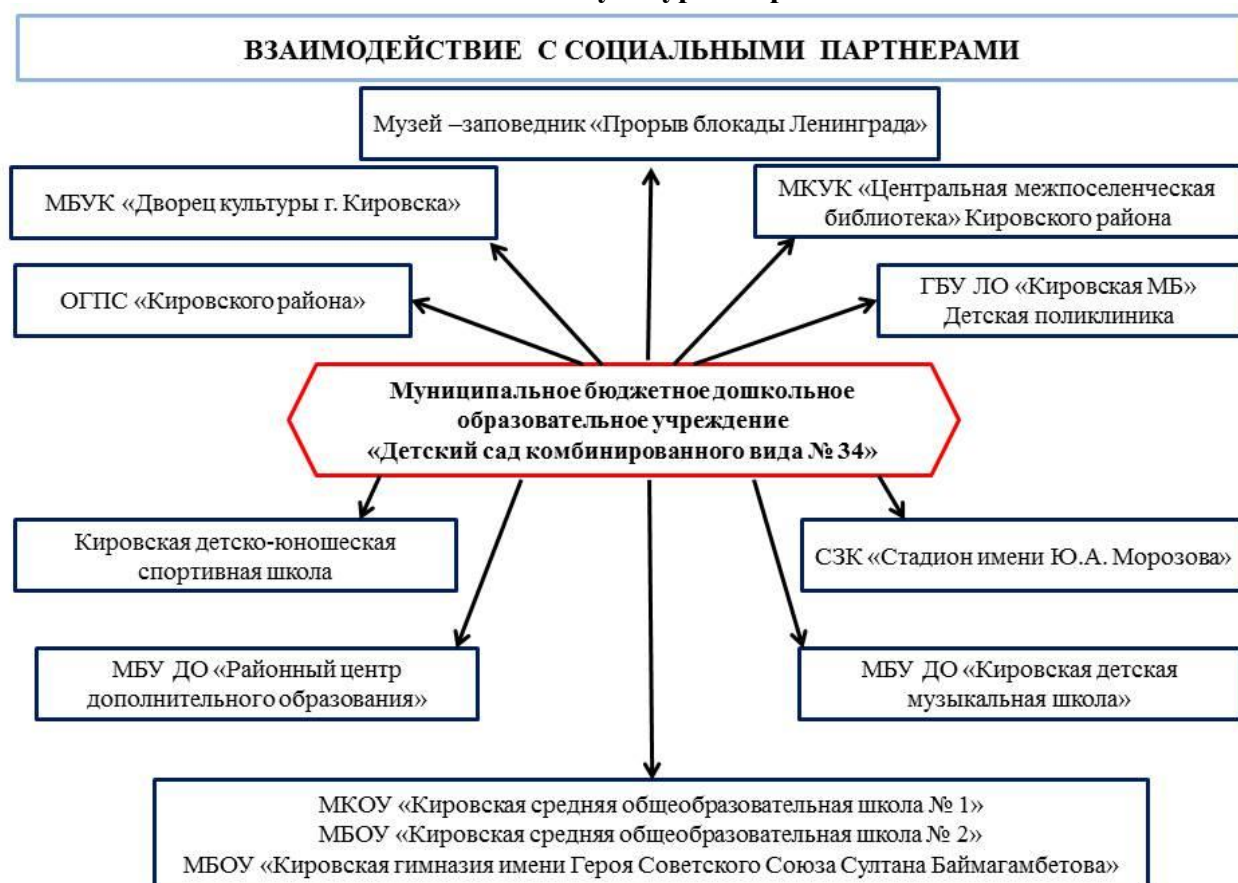 ВЗАИМОДЕЙСТВИЕ С СОЦИАЛЬНЫМИ ПАРТНЕРАМИ
Музей –заповедник «Прорыв блокады Ленинграда»
МБУК «Дворец культуры г. Кировска»
МКУК «Центральная межпоселенческая
библиотека» Кировского района
ОГПС «Кировского района»
ГБУ ЛО «Кировская МБ»
Детская поликлиника
Муниципальное бюджетное дошкольное
образовательное учреждение
«Детский сад комбинированного вида № 34»
Кировская детско-юношеская
спортивная школа
СЗК «Стадион имени Ю.А. Морозова»
МБУ ДО «Районный центр
дополнительного образования»
МБУ ДО «Кировская детская
музыкальная школа»
МКОУ «Кировская средняя общеобразовательная школа № 1»
МБОУ «Кировская средняя общеобразовательная школа № 2»
МБОУ «Кировская гимназия имени Героя Советского Союза Султана Баймагамбетова»